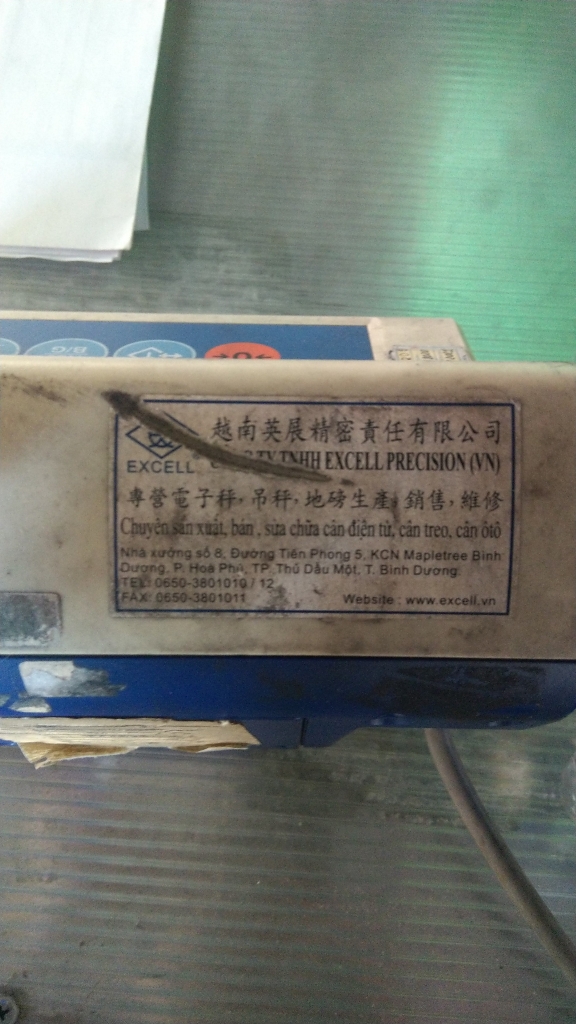 越南英展精密責任有限公司
EXCELL
TNHH EXCELL PRECISION (VN)
專營電子秤, 吊秤, 地磅生產, 銷售, 維修
Chuyên sản xuất, bán , sửa chữa cân điện tử, cân treo, cân ôtô
Nhà xưởng số 8, Đường Tiên Phong 5, KCN Mapletree Bình
Dương, P. Hoà Phú, TP. Thủ Dầu Một, T. Bình Dương.
TEL: 0650-3801010 / 12
FAX: 0650-3801011 Website : www.excell.vn